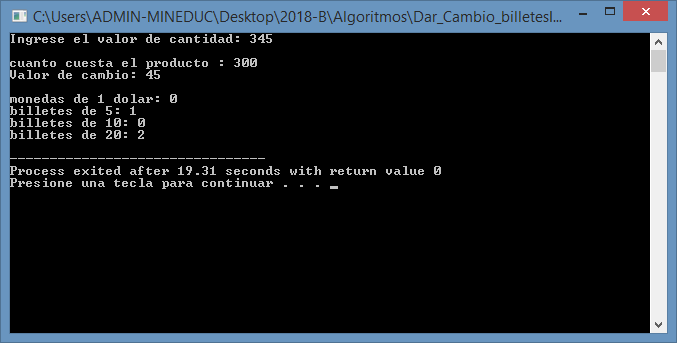 C:\Users\ADMIN-MINEDUC\Desktop\2018-B\Algoritmos\Dar_Cambio_billetesI...
Ingrese el valor de cantidad: 345
cuanto cuesta el producto : 300
Valor de cambio: 45
monedas de 1 dolar: 0
billetes de 5: 1
billetes de 10: 0
billetes de 20: 2
--------------------------------
Process exited after 19.31 seconds with return value 0
Presione una tecla para continuar . . . _